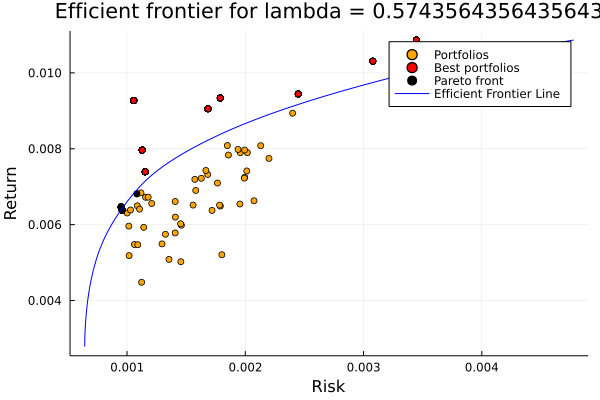 Efficient frontier for lambda = 0.5743564356435643
Portfolios
Best portfolios
Pareto front
Efficient Frontier Line
0.010
0.008
0.006
0.004
Return
0.001 0.002 0.003 0.004
Risk